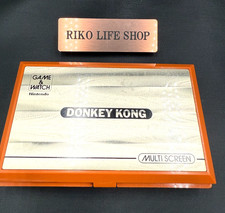 RIKO LIFE SHOP
GAME
&
WATCH
Nintendo
DONKEY KONG
MULTI SCREEN